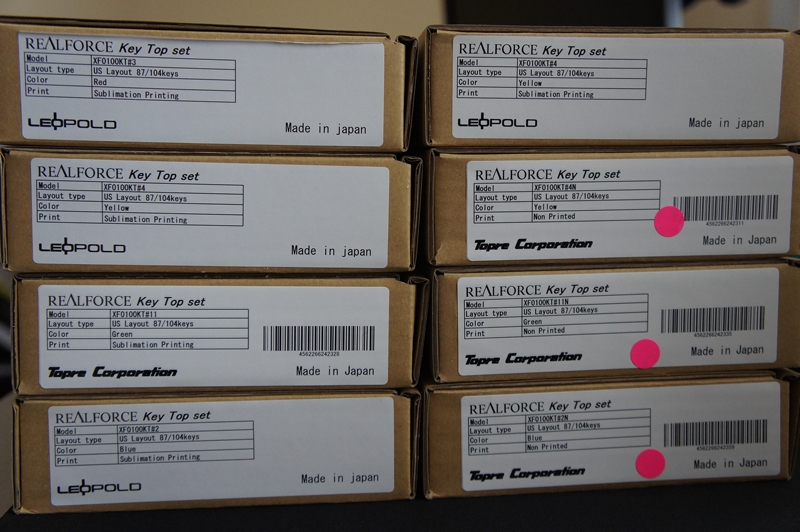 REALFORCE Key Top set
Model XF0100KT#3
Layout type US Layout 87/104keys
Color Red
Print Sublimation Printing
LEOPOLD Made in japan
REALFORCE Key Top set
Model XF0100KT#4
Layout type US Layout 87/104keys
Color Yellow
Print Sublimation Printing
LEOPOLD Made in japan
REALFORCE Key Top set
Model XF0100KT#11
Layout type US Layout 87/104keys
Color Green
Print Sublimation Printing
4562266242328
Topre Corporation Made in Japan
REALFORCE Key Top set
Model XF0100KT#2
Layout type US Layout 87/104keys
Color Blue
Print Sublimation Printing
LEOPOLD Made in japan
REALFORCE Key Top set
Model XF0100KT#4
Layout type US Layout 87/104keys
Color Yellow
Print Sublimation Printing
LEOPOLD Made in japan
REALFORCE Key Top set
Model XF0100KT#4N
Layout type US Layout 87/104keys
Color Yellow
Print Non Printed
4562266242311
Topre Corporation Made in Japan
REALFORCE Key Top set
Model XF0100KT#11N
Layout type US Layout 87/104keys
Color Green
Print Non Printed
Topre Corporation Made in Japan
REALFORCE Key Top set
Model XF0100KT#2N
Layout type US Layout 87/104keys
Color Blue
Print Non Printed
Topre Corporation Made in Japan